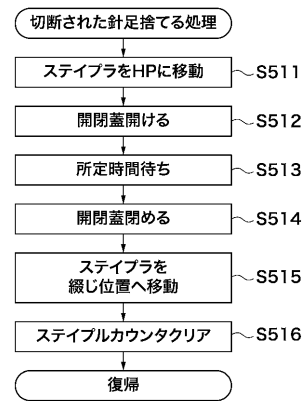 切断された針足捨てる処理
ステイプラをHPに移動
S511
開閉蓋開ける
S512
所定時間待ち
S513
開閉蓋閉める
S514
ステイプラを
綴じ位置へ移動
S515
ステイプルカウンタクリア
S516
復帰